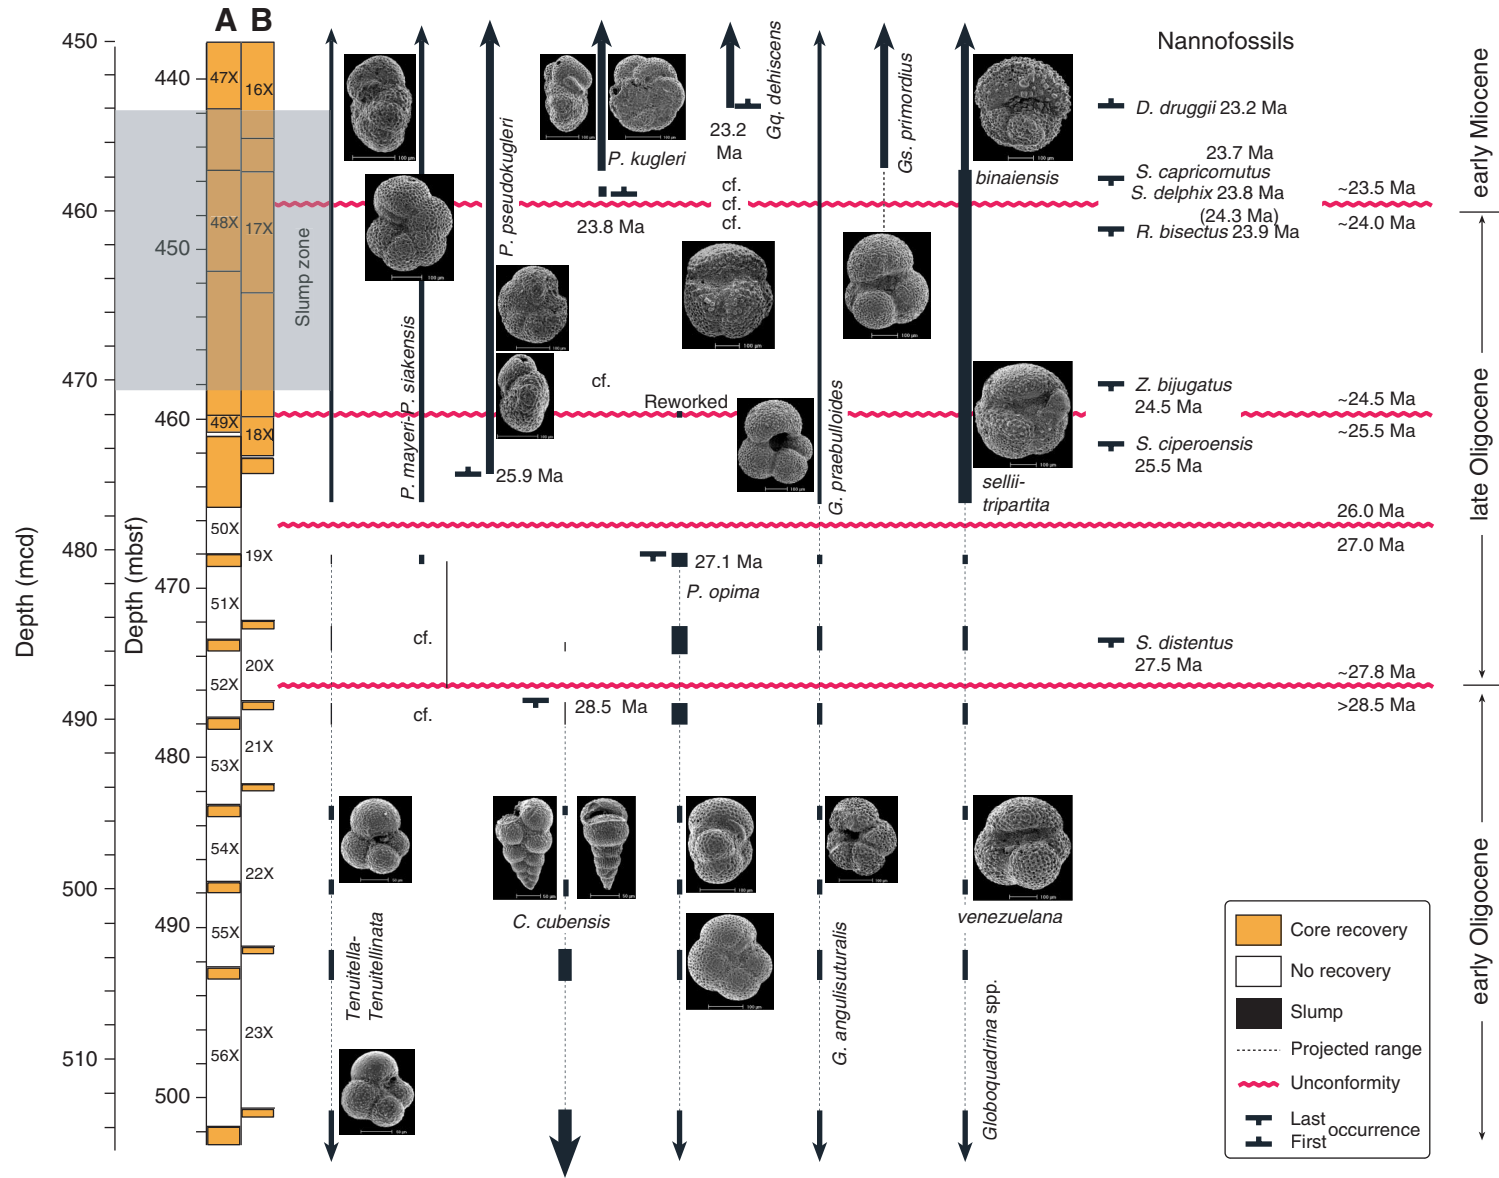 A B
Nannofossils
450
440
460
450
470
460
480
470
490
480
500
490
510
500
Depth (mcd)
Depth (mbsf)
47X
48X
49X
50X
51X
52X
53X
54X
55X
56X
16X
17X
18X
19X
20X
21X
22X
23X
Slump zone
P. mayeri-P. siakensis
P. pseudokugleri
P. kugleri
23.8 Ma
Gq. dehiscens
23.2
Ma
cf.
cf.
cf.
Gs. primordius
binaiensis
D. druggii 23.2 Ma
23.7 Ma
S. capricornutus
S. delphix 23.8 Ma
(24.3 Ma)
R. bisectus 23.9 Ma
~23.5 Ma
~24.0 Ma
early Miocene
cf.
Reworked
G. praebulloides
Z. bijugatus
24.5 Ma
~24.5 Ma
~25.5 Ma
S. ciperoensis
25.5 Ma
25.9 Ma
sellii-
tripartita
26.0 Ma
27.0 Ma
late Oligocene
27.1 Ma
P. opima
cf.
S. distentus
27.5 Ma
~27.8 Ma
>28.5 Ma
cf.
28.5 Ma
C. cubensis
venezuelana
Tenuitella-
Tenuitellinata
G. angulisuturalis
Globoquadrina spp.
early Oligocene
Core recovery
No recovery
Slump
Projected range
Unconformity
Last
First
occurrence